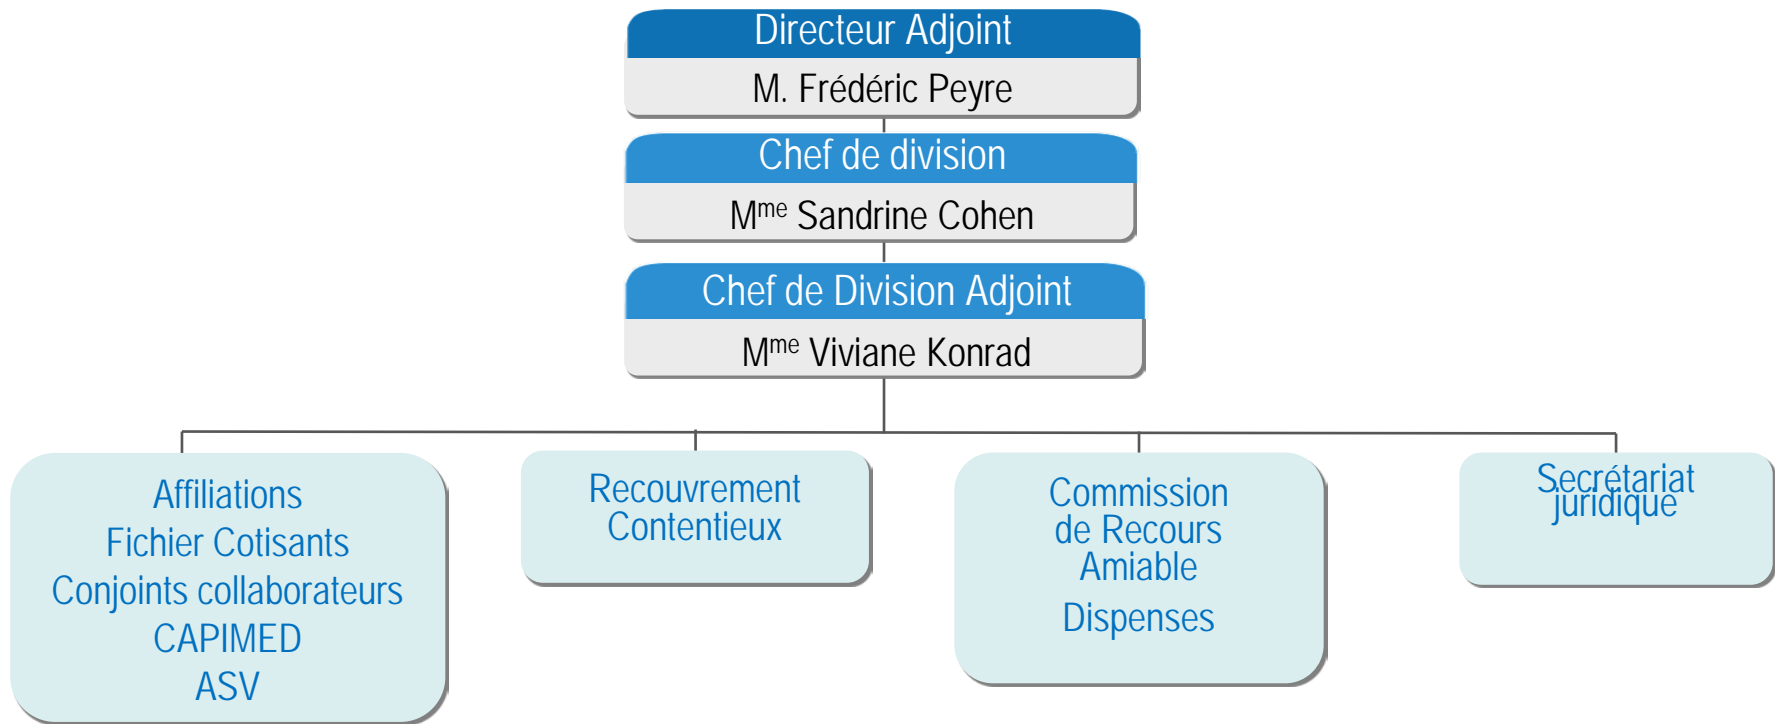 Directeur Adjoint
M. Frédéric Peyre
Chef de division
Mme Sandrine Cohen
Chef de Division Adjoint
Mme Viviane Konrad
Affiliations
Fichier Cotisants
Conjoints collaborateurs
CAPIMED
ASV
Recouvrement
Contentieux
Commission
de Recours
Amiable
Dispenses
Secrétariat
juridique